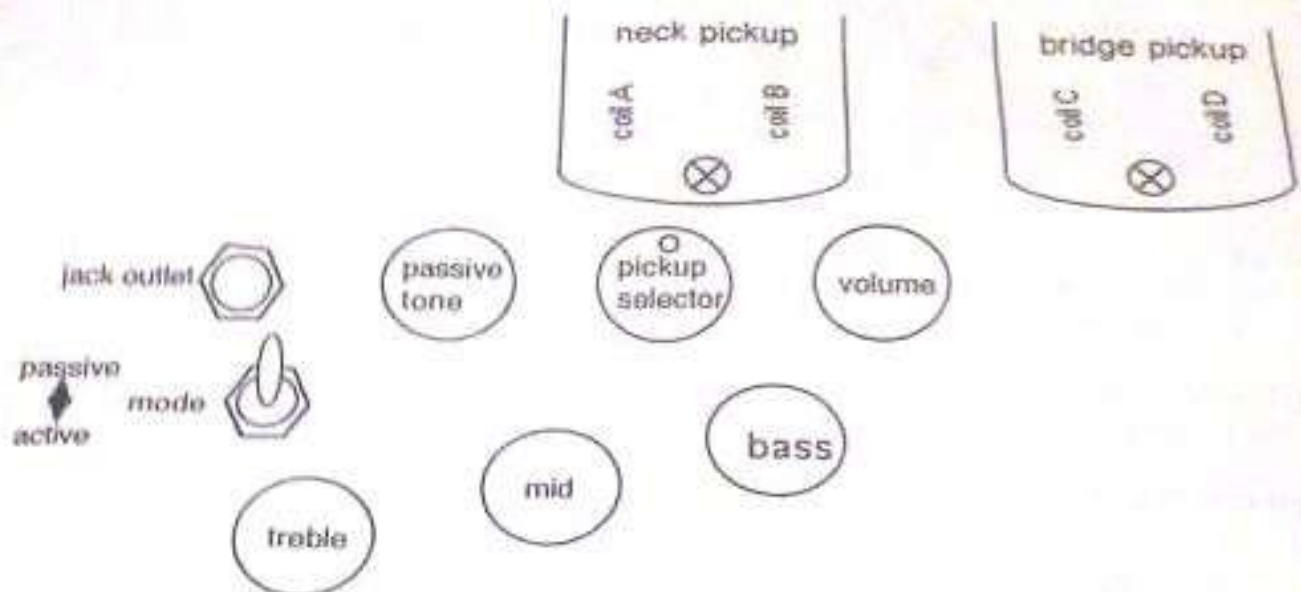 neck pickup
bridge pickup
coil A
coil B
coil C
coil D
jack outlet
passive
tone
pickup
selector
volume
passive
mode
active
bass
mid
treble